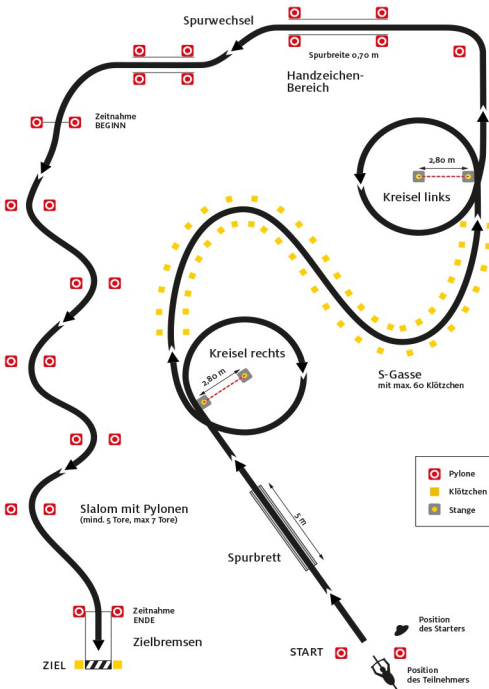 Spurwechsel
Spurbreite 0,70 m
Handzeichen-
Bereich
Zeitnahme
BEGINN
2,80 m
Kreisel links
Kreisel rechts
2,80 m
S-Gasse
mit max. 60 Klötzchen
Pylone
Klötzchen
Stange
Slalom mit Pylonen
(mind. 5 Tore, max 7 Tore)
5 m
Spurbrett
Zeitnahme
ENDE
Zielbremsen
ZIEL
START
Position
des Starters
Position
des Teilnehmers